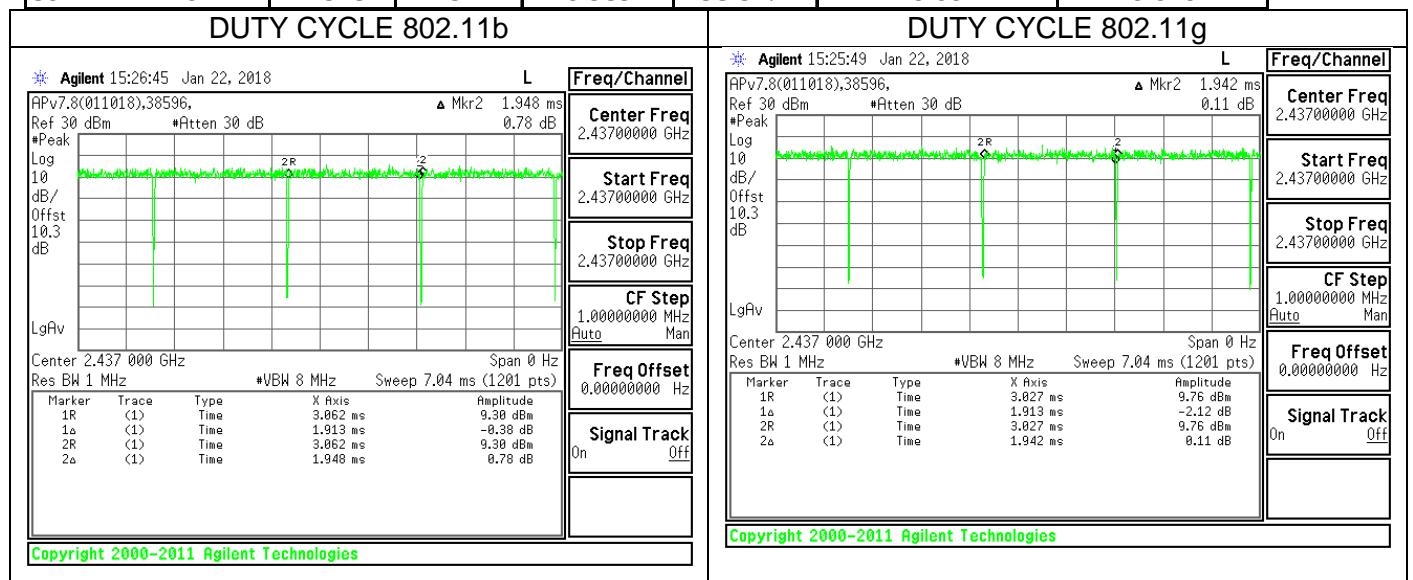 DUTY CYCLE 802.11b
Agilent 15:26:45 Jan 22, 2018 L
APv7.8(011018),38596, Δ Mkr2 1.948 ms
Ref 30 dBm #Atten 30 dB 0.78 dB
#Peak
Log
10
dB/
Offst
10.3
dB
2R
2
LgAv
Center 2.437 000 GHz Span 0 Hz
Res BW 1 MHz #VBW 8 MHz Sweep 7.04 ms (1201 pts)
Marker Trace Type X Axis Amplitude
1R (1) Time 3.062 ms 9.30 dBm
1Δ (1) Time 1.913 ms -0.38 dB
2R (1) Time 3.062 ms 9.30 dBm
2Δ (1) Time 1.948 ms 0.78 dB
Freq/Channel
Center Freq
2.43700000 GHz
Start Freq
2.43700000 GHz
Stop Freq
2.43700000 GHz
CF Step
1.00000000 MHz
Auto Man
Freq Offset
0.00000000 Hz
Signal Track
On Off
Copyright 2000-2011 Agilent Technologies
DUTY CYCLE 802.11g
Agilent 15:25:49 Jan 22, 2018 L
APv7.8(011018),38596, Δ Mkr2 1.942 ms
Ref 30 dBm #Atten 30 dB 0.11 dB
#Peak
Log
10
dB/
Offst
10.3
dB
2R
2
LgAv
Center 2.437 000 GHz Span 0 Hz
Res BW 1 MHz #VBW 8 MHz Sweep 7.04 ms (1201 pts)
Marker Trace Type X Axis Amplitude
1R (1) Time 3.027 ms 9.76 dBm
1Δ (1) Time 1.913 ms -2.12 dB
2R (1) Time 3.027 ms 9.76 dBm
2Δ (1) Time 1.942 ms 0.11 dB
Freq/Channel
Center Freq
2.43700000 GHz
Start Freq
2.43700000 GHz
Stop Freq
2.43700000 GHz
CF Step
1.00000000 MHz
Auto Man
Freq Offset
0.00000000 Hz
Signal Track
On Off
Copyright 2000-2011 Agilent Technologies